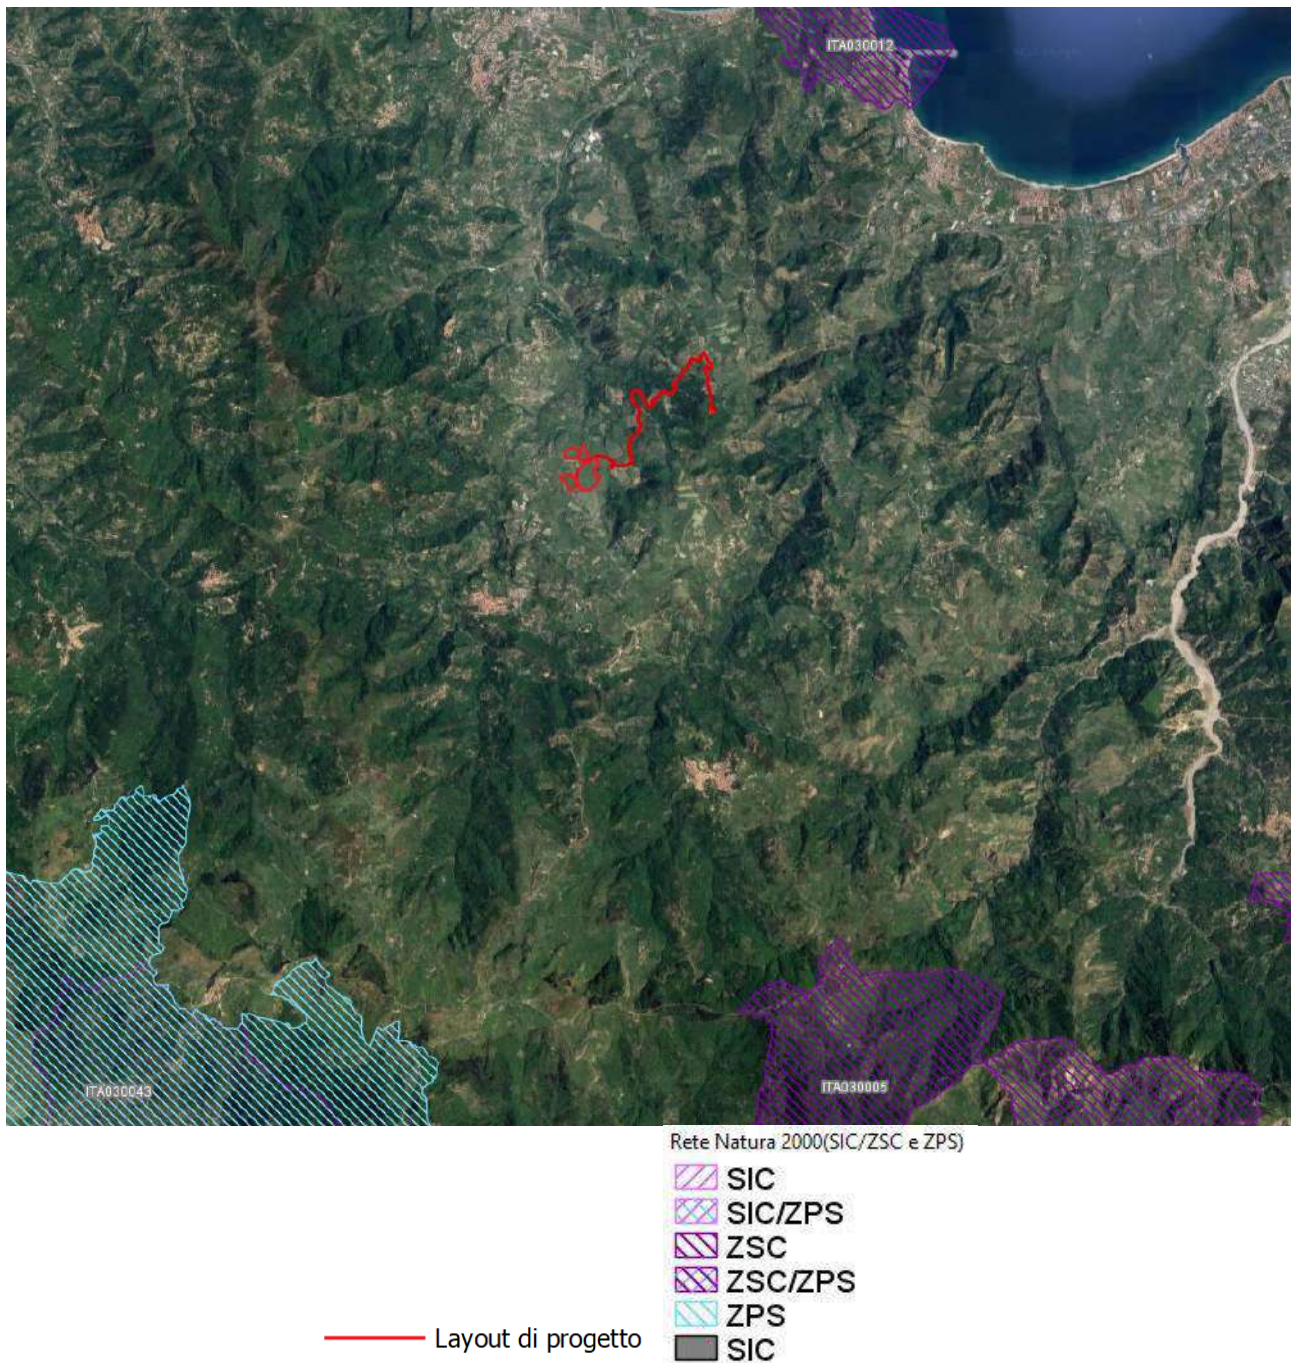 ITA030012
ITA030043
ITA030005
Rete Natura 2000(SIC/ZSC e ZPS)
SIC
SIC/ZPS
ZSC
ZSC/ZPS
ZPS
SIC
Layout di progetto